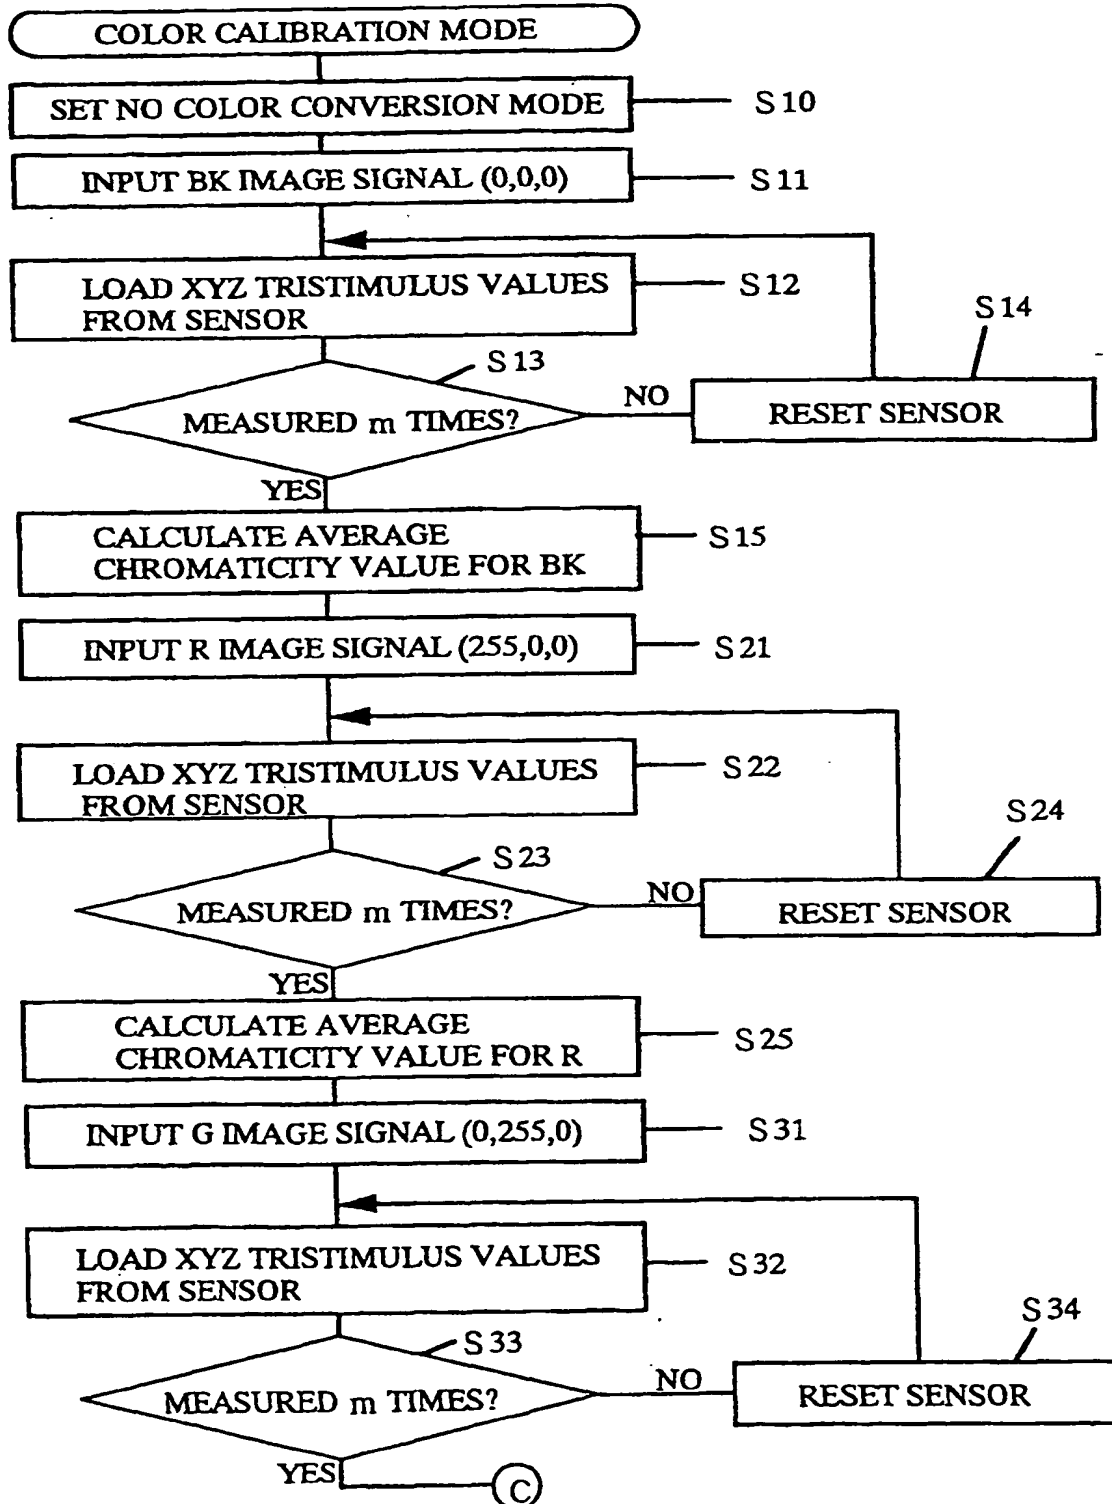 COLOR CALIBRATION MODE
SET NO COLOR CONVERSION MODE
S10
INPUT BK IMAGE SIGNAL (0,0,0)
S11
LOAD XYZ TRISTIMULUS VALUES
FROM SENSOR
S12
S13
S14
MEASURED m TIMES?
NO
RESET SENSOR
YES
CALCULATE AVERAGE
CHROMATICITY VALUE FOR BK
S15
INPUT R IMAGE SIGNAL (255,0,0)
S21
LOAD XYZ TRISTIMULUS VALUES
FROM SENSOR
S22
S23
S24
MEASURED m TIMES?
NO
RESET SENSOR
YES
CALCULATE AVERAGE
CHROMATICITY VALUE FOR R
S25
INPUT G IMAGE SIGNAL (0,255,0)
S31
LOAD XYZ TRISTIMULUS VALUES
FROM SENSOR
S32
S33
S34
MEASURED m TIMES?
NO
RESET SENSOR
YES
C